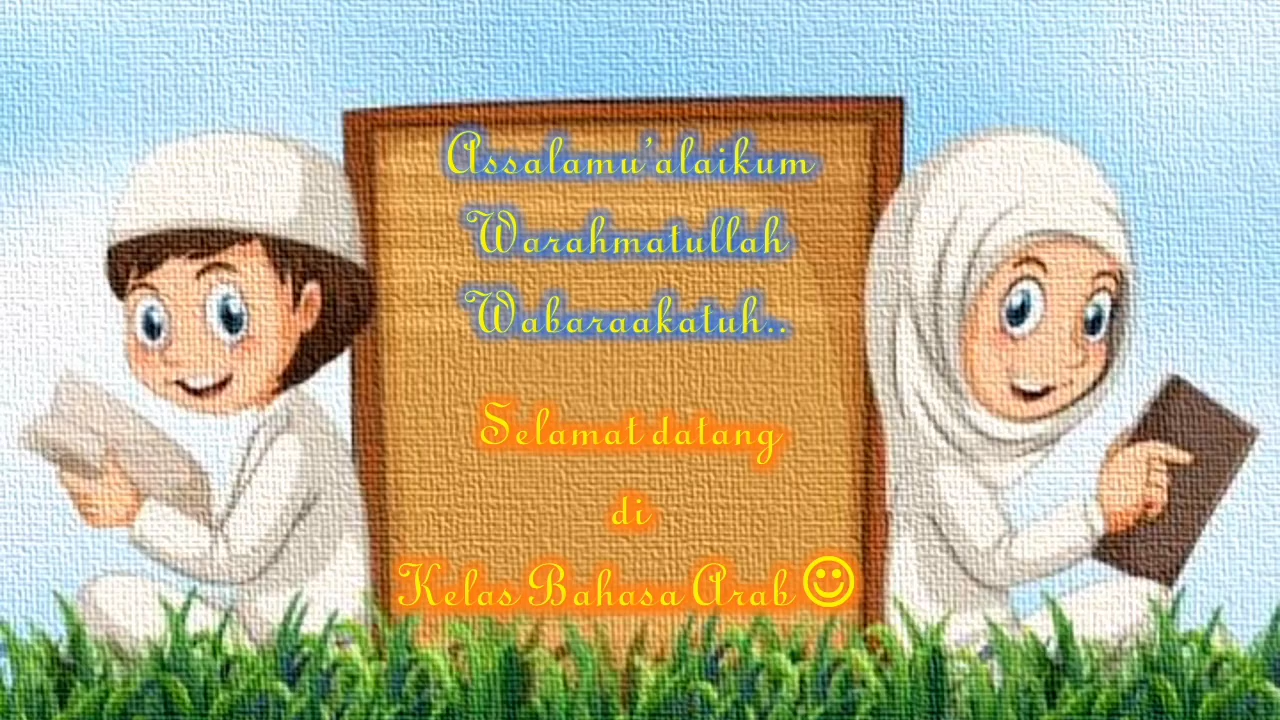 Assalamu'alaikum
Warahmatullah
Wabaraakatuh..
Selamat datang
di
Kelas Bahasa Arab ☺